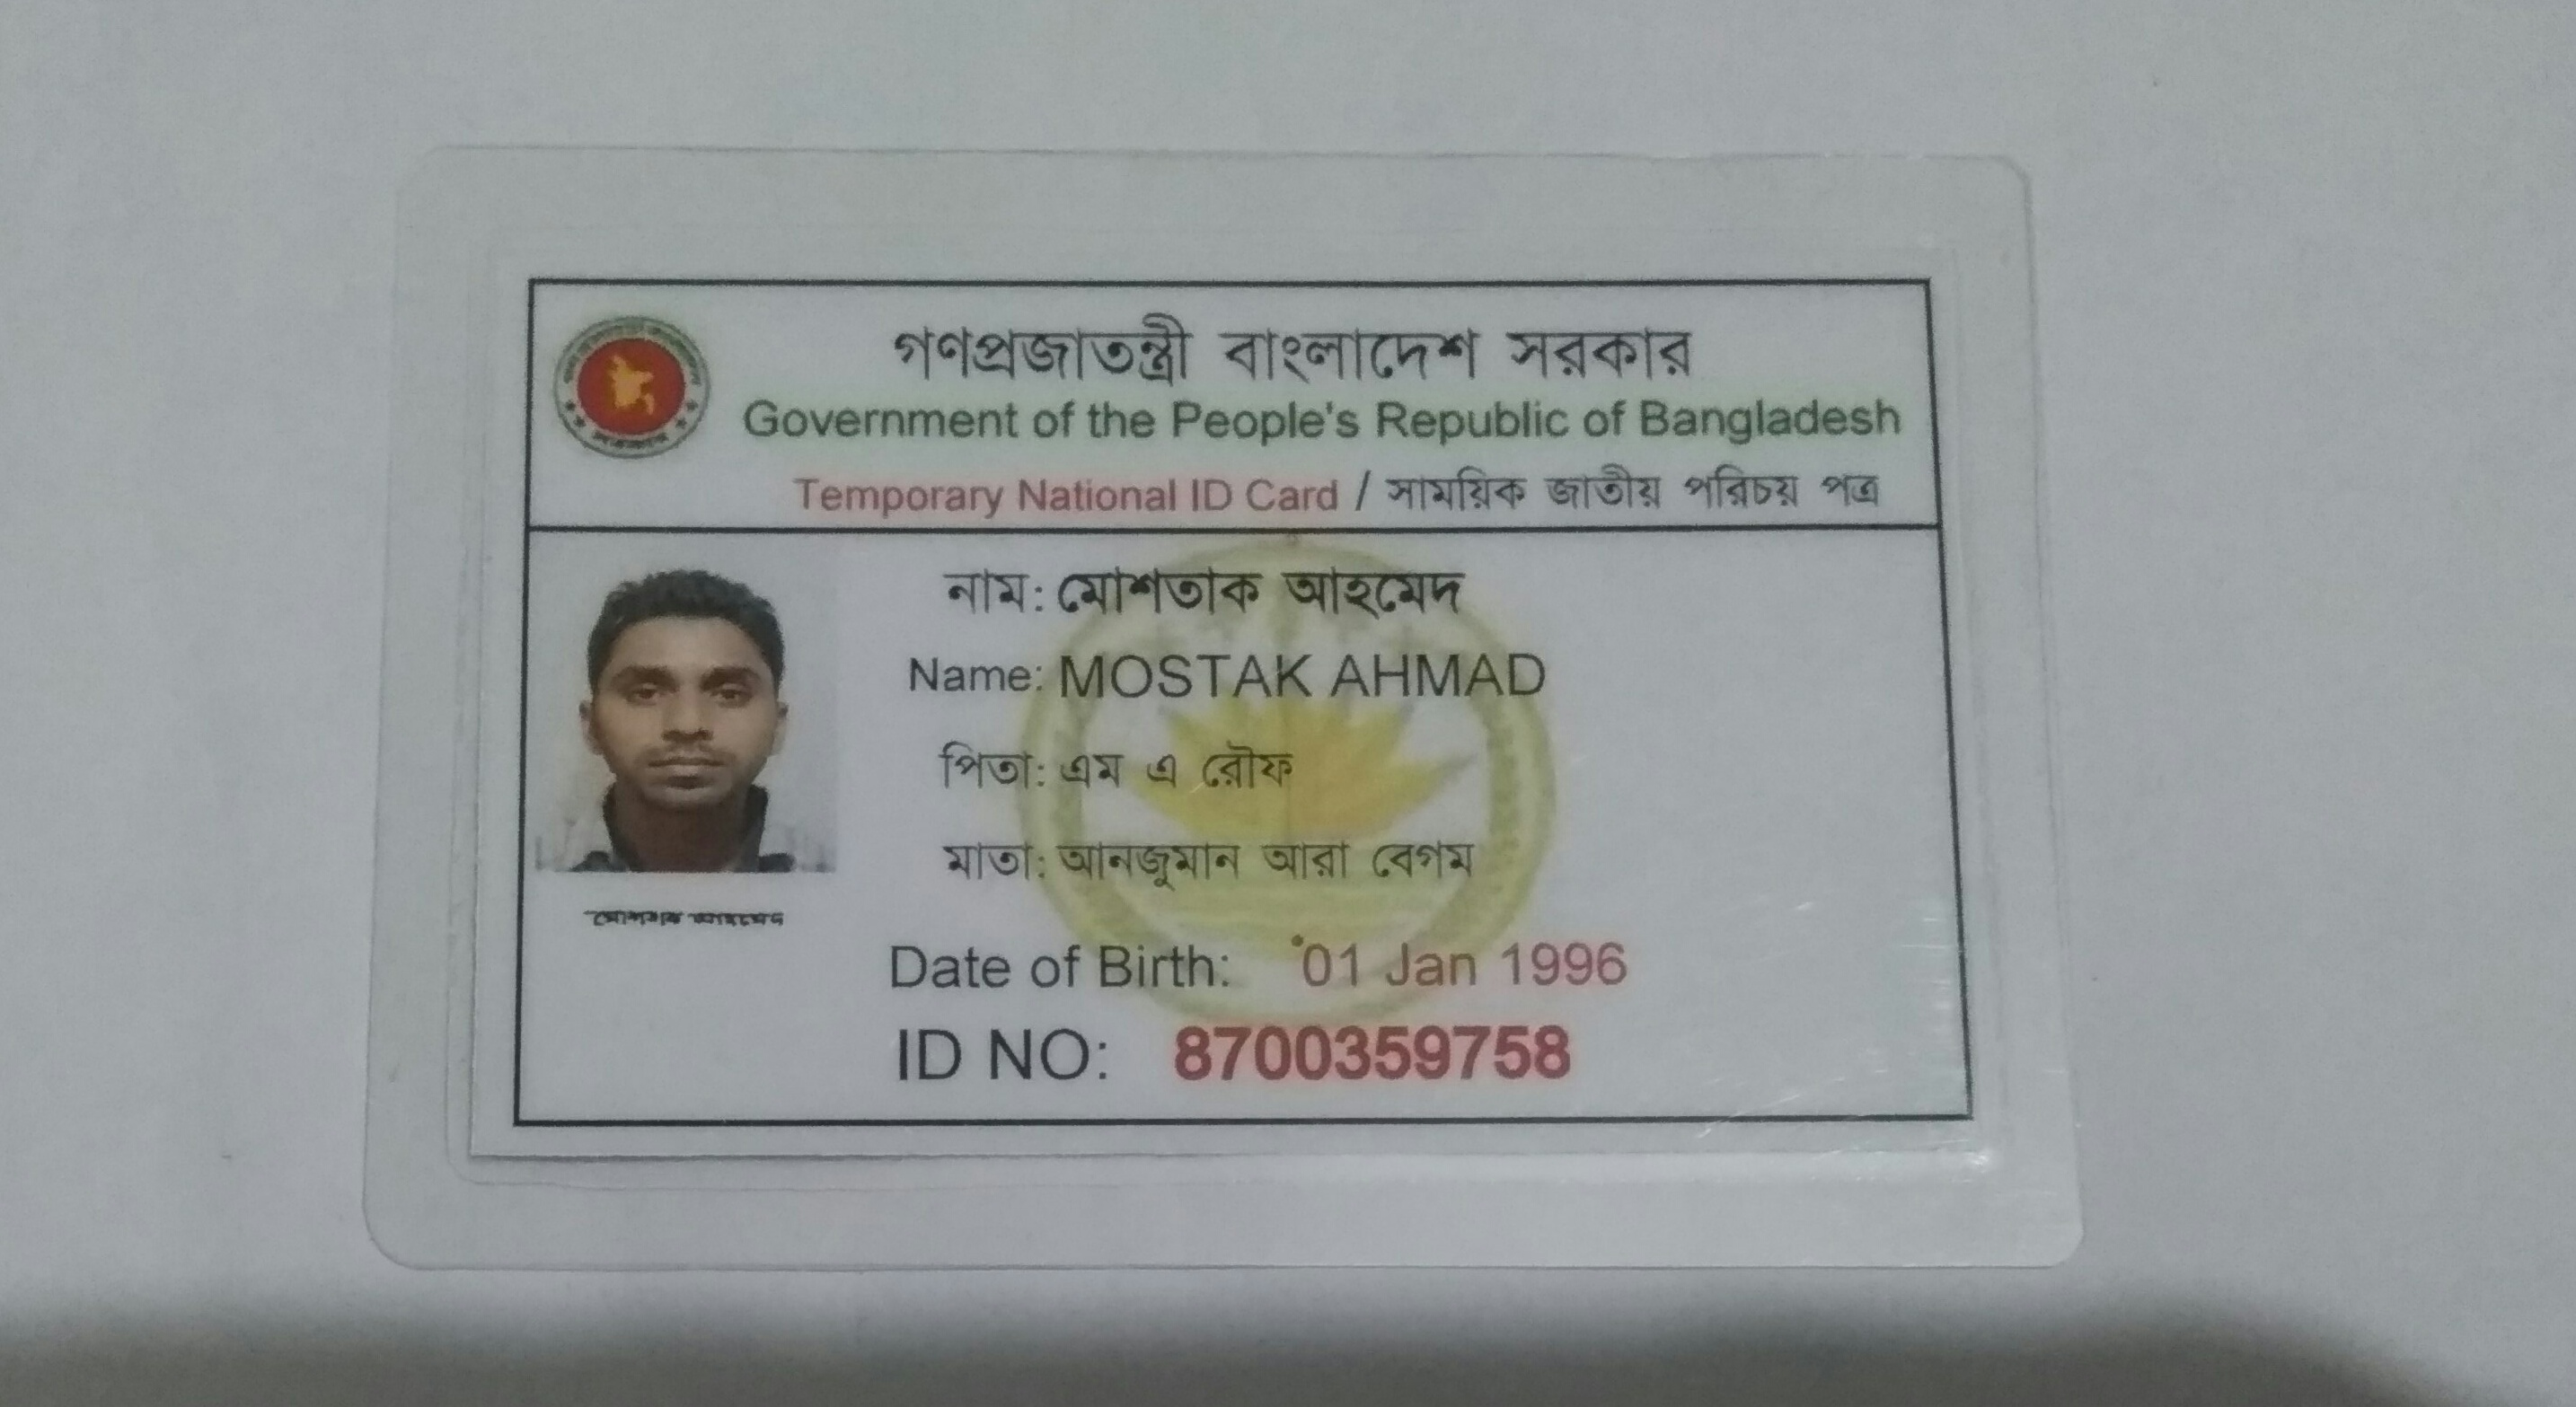 গণপ্রজাতন্ত্রী বাংলাদেশ সরকার
Government of the People's Republic of Bangladesh
Temporary National ID Card / সাময়িক জাতীয় পরিচয় পত্র
নাম: মোশতাক আহমেদ
Name: MOSTAK AHMAD
পিতা: এম এ রৌফ
মাতা: আনজুমান আরা বেগম
মোশতাক আহমেদ
Date of Birth: 01 Jan 1996
ID NO: 8700359758